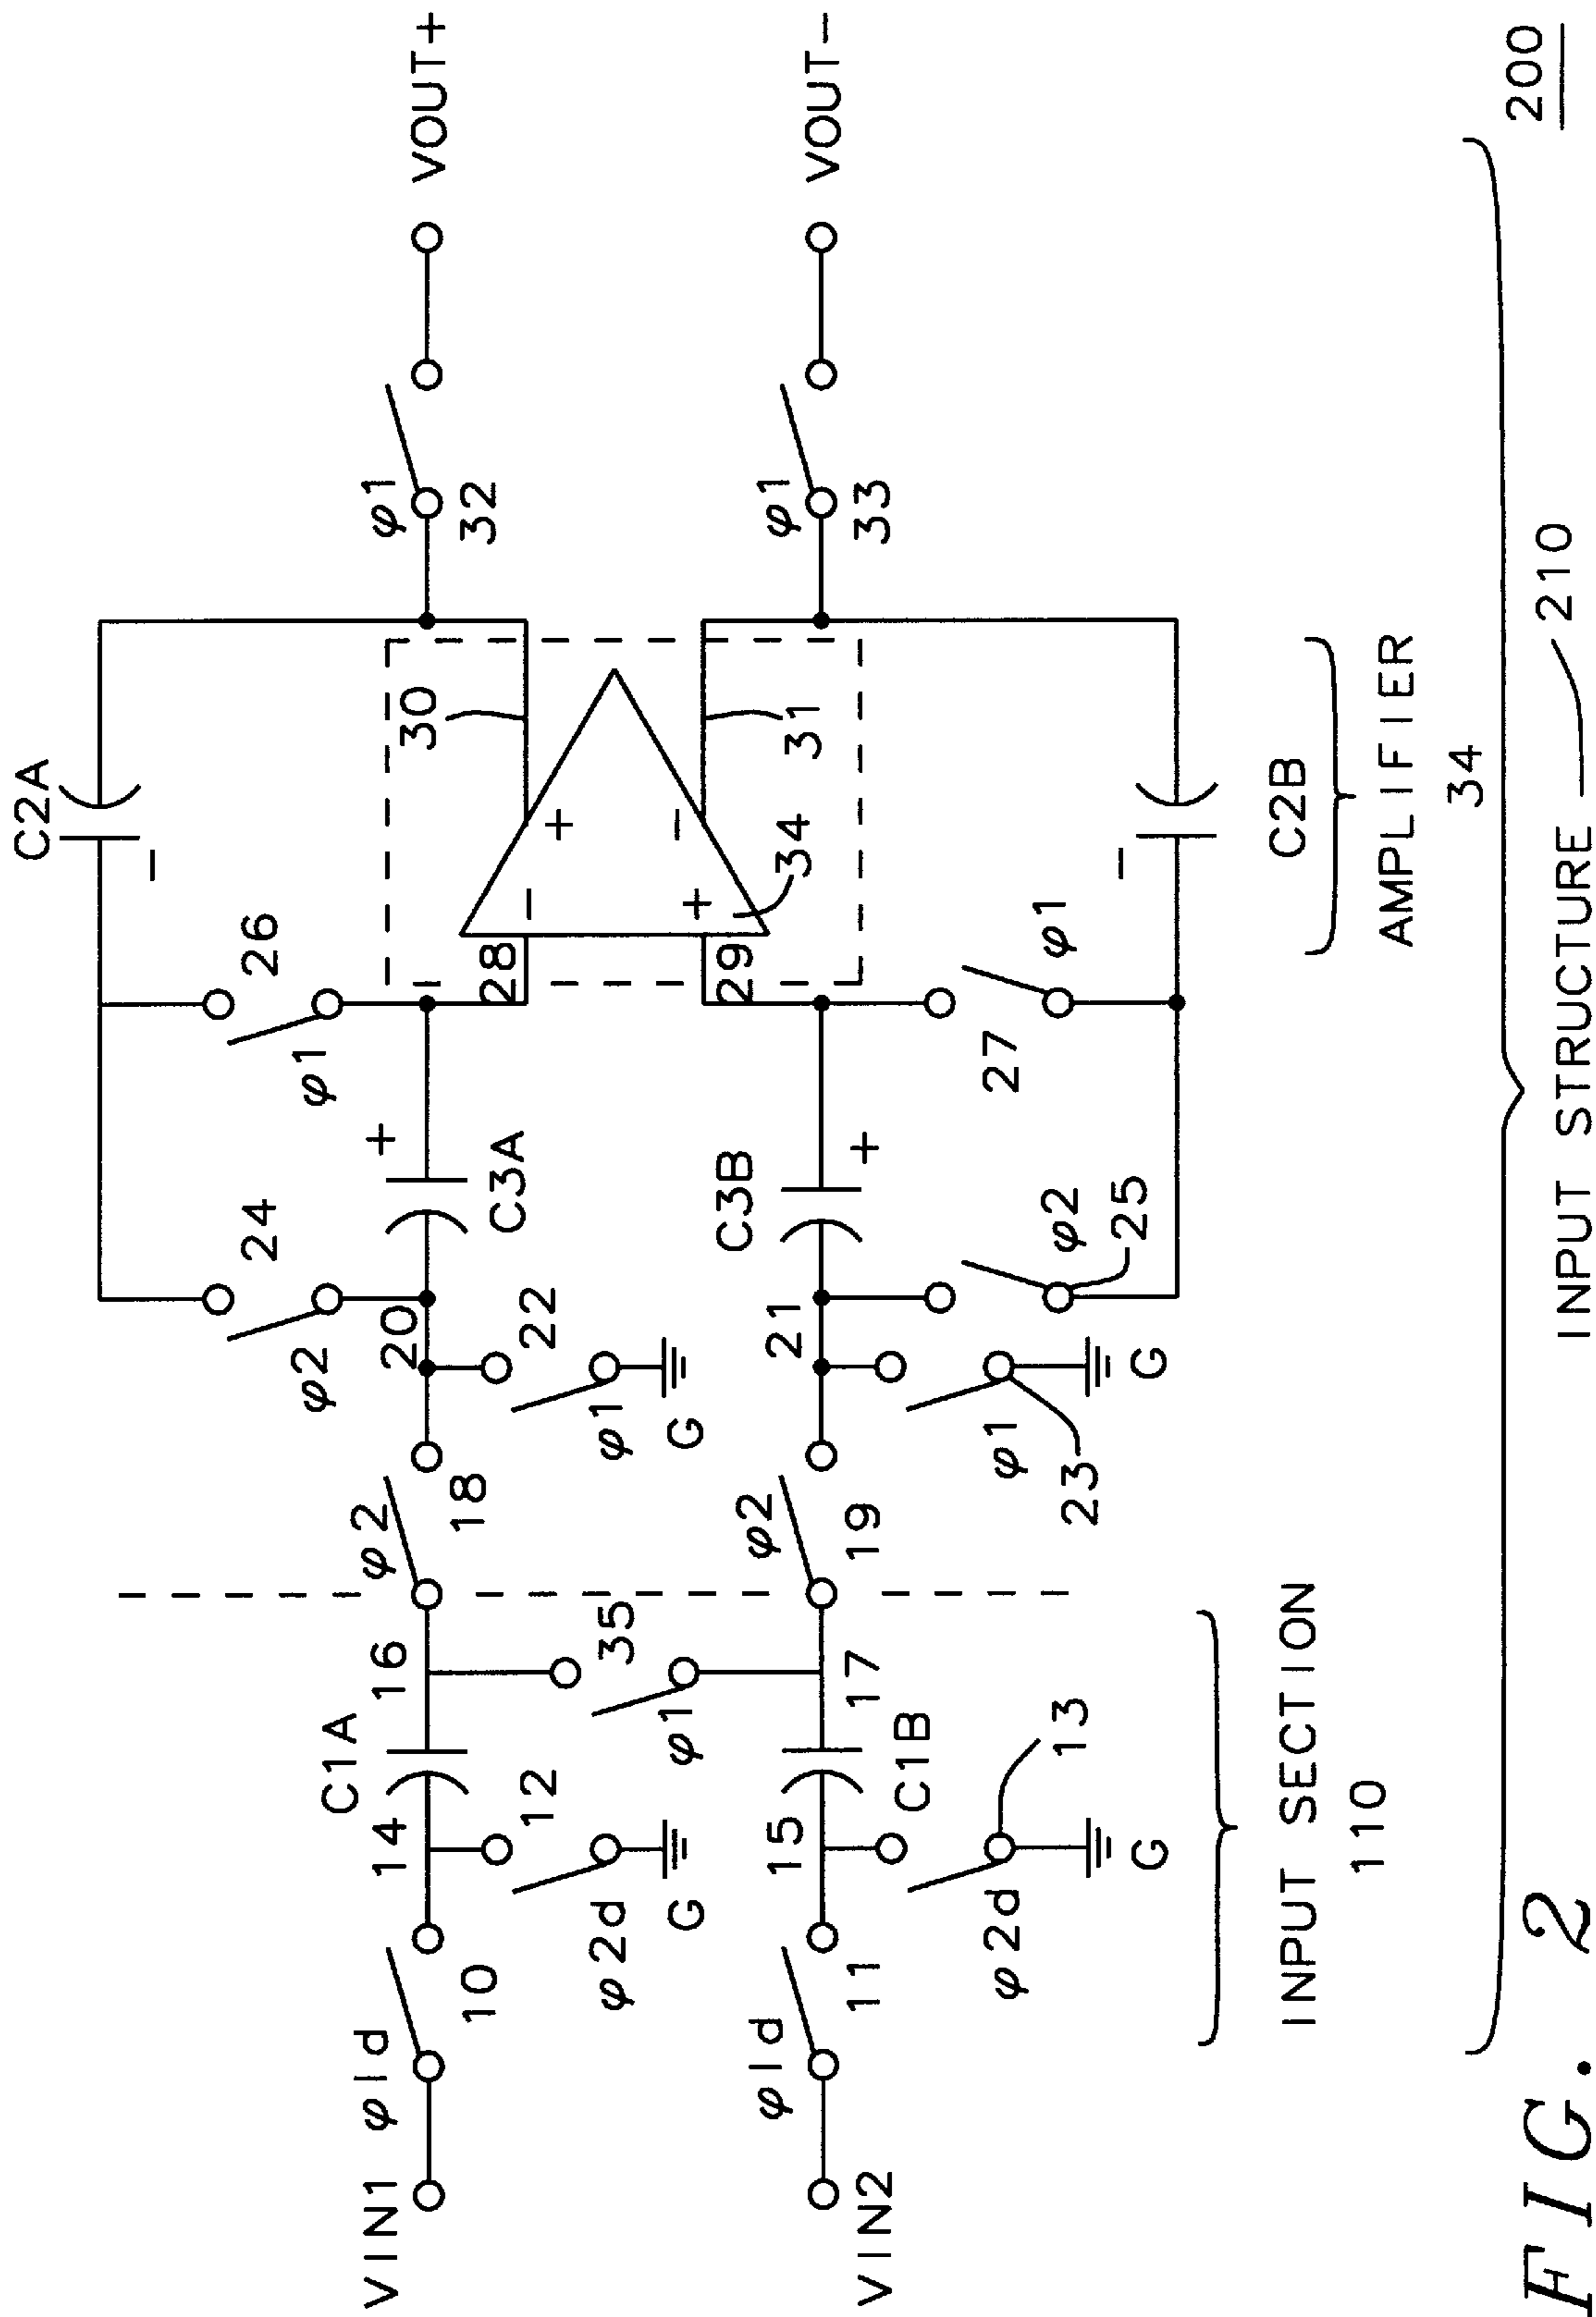 C2A
−
24
26
φ2
φ1
VIN1
φ1d
10
14
C1A
16
φ2
18
20
+
C3A
28
−
+
30
φ1
32
VOUT+
12
φ2d
G
35
φ1
22
φ1
G
34
+
−
VIN2
φ1d
11
15
C1B
17
φ2
19
21
C3B
+
29
31
φ1
33
VOUT−
φ2d
13
G
φ1
23
G
φ2
25
27
φ1
−
C2B
INPUT SECTION
110
AMPLIFIER
34
INPUT STRUCTURE
210
FIG. 2
200